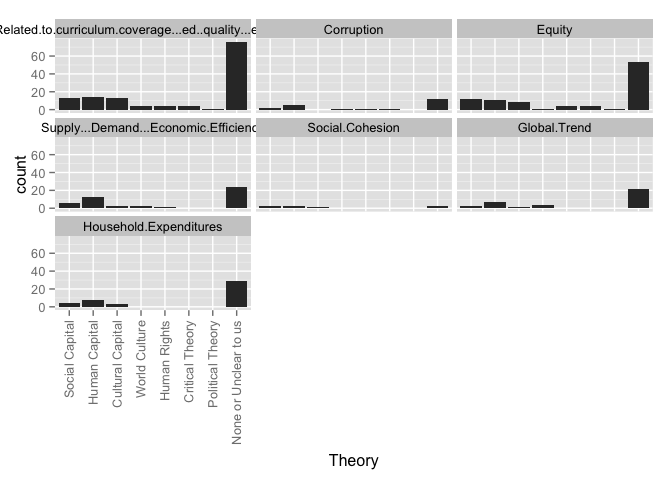 Related.to.curriculum.coverage...ed..quality...e
Corruption
Equity
60
40
20
0
Supply...Demand...Economic.Efficienc
Social.Cohesion
Global.Trend
60
40
20
0
Household.Expenditures
60
40
20
0
count
Social Capital
Human Capital
Cultural Capital
World Culture
Human Rights
Critical Theory
Political Theory
None or Unclear to us
Theory